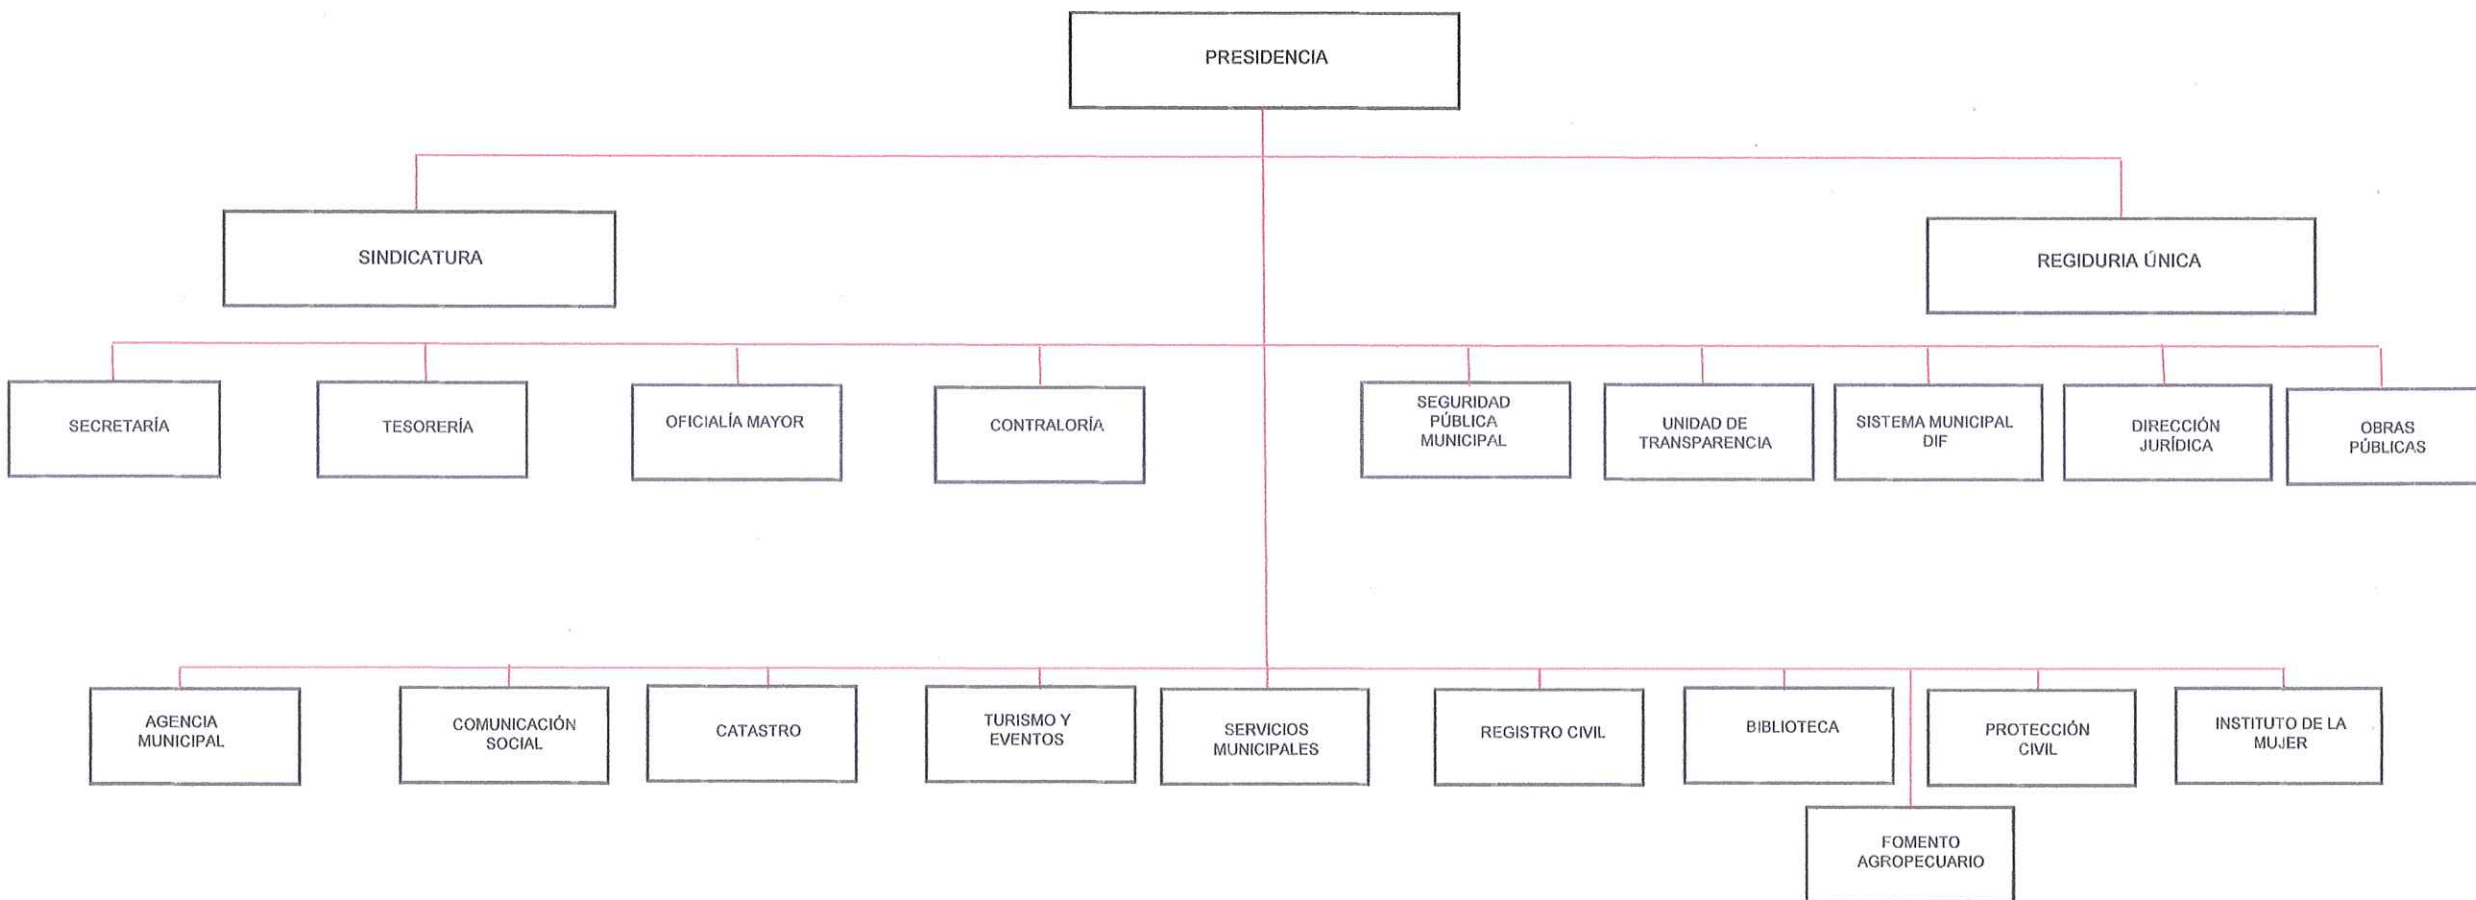 PRESIDENCIA
SINDICATURA
REGIDURIA ÚNICA
SECRETARÍA
TESORERÍA
OFICIALÍA MAYOR
CONTRALORÍA
SEGURIDAD
PÚBLICA
MUNICIPAL
UNIDAD DE
TRANSPARENCIA
SISTEMA MUNICIPAL
DIF
DIRECCIÓN
JURÍDICA
OBRAS
PÚBLICAS
AGENCIA
MUNICIPAL
COMUNICACIÓN
SOCIAL
CATASTRO
TURISMO Y
EVENTOS
SERVICIOS
MUNICIPALES
REGISTRO CIVIL
BIBLIOTECA
PROTECCIÓN
CIVIL
INSTITUTO DE LA
MUJER
FOMENTO
AGROPECUARIO